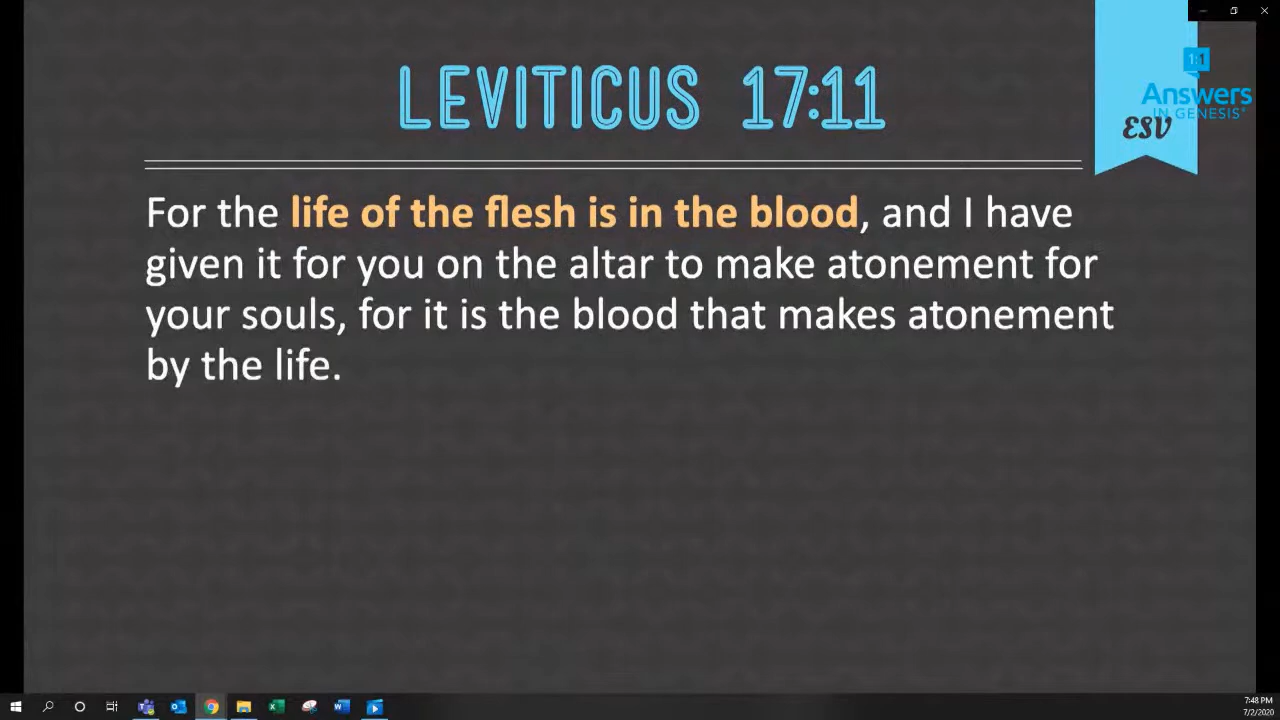 LEVITICUS 17:11
1:1
Answers
IN GENESIS®
ESV
For the life of the flesh is in the blood, and I have
given it for you on the altar to make atonement for
your souls, for it is the blood that makes atonement
by the life.
7:48 PM
7/2/2020